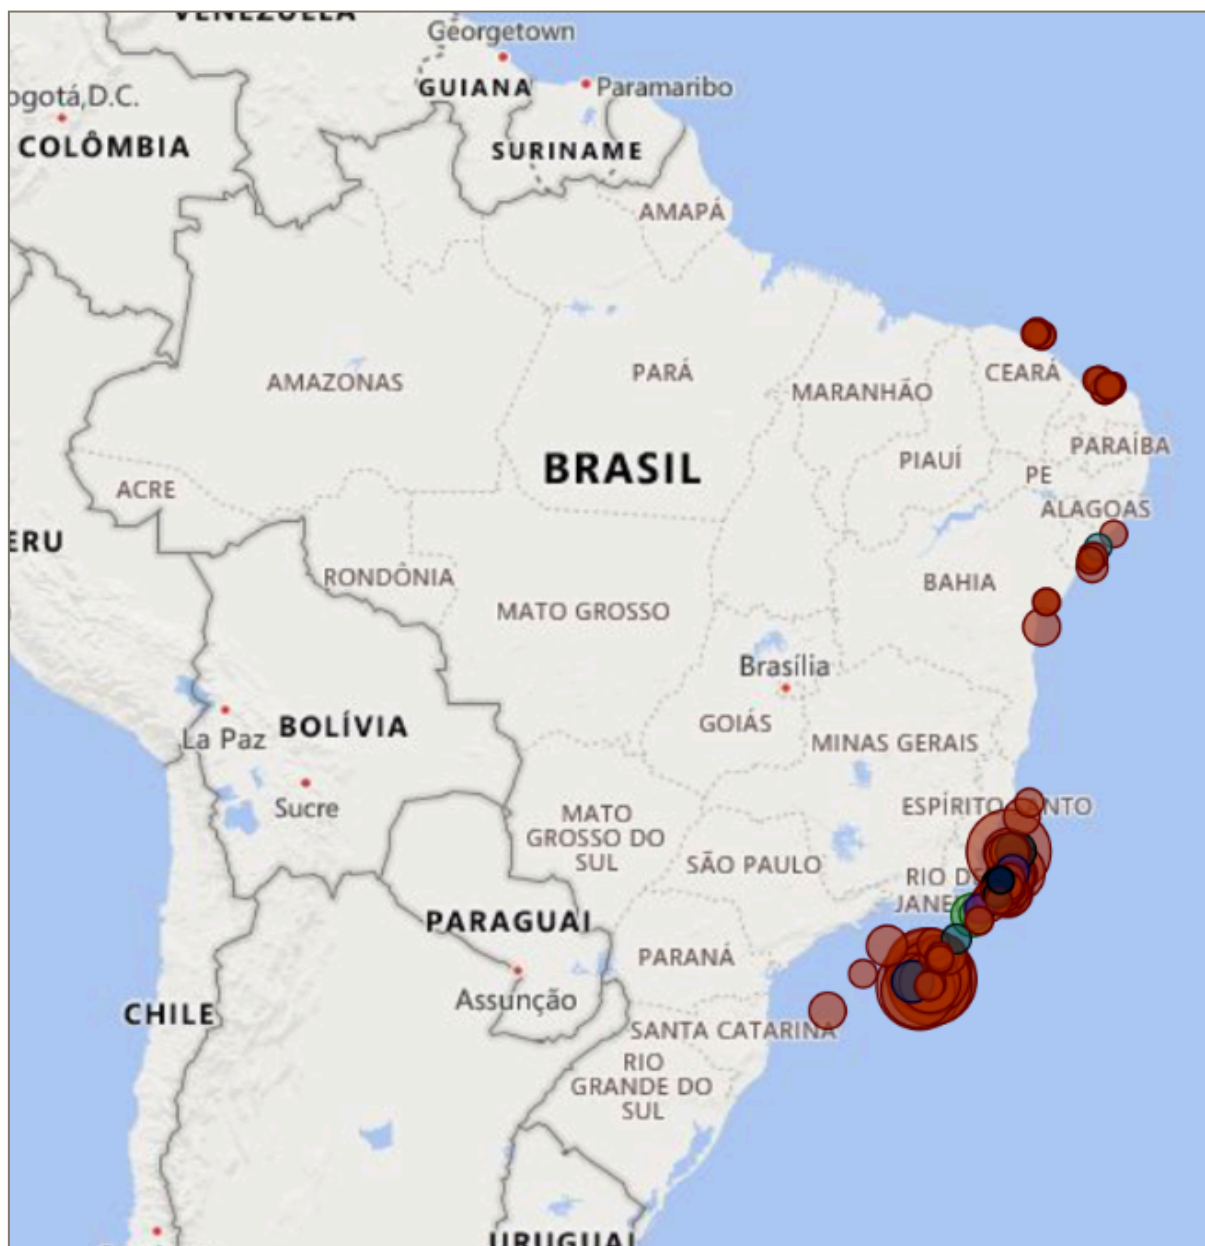 VENEZUELA
Georgetown
GUIANA
Paramaribo
ogotá,D.C.
COLÔMBIA
SURINAME
AMAPÁ
AMAZONAS
PARÁ
CEARÁ
MARANHÃO
PARAÍBA
PIAUÍ
BRASIL
PE
ACRE
ALAGOAS
ERU
RONDÔNIA
BAHIA
MATO GROSSO
Brasília
GOIÁS
La Paz
BOLÍVIA
MINAS GERAIS
Sucre
ESPÍRITO
MATO
GROSSO DO
SUL
SÃO PAULO
RIO
PARAGUAI
PARANÁ
Assunção
CHILE
SANTA CATARINA
RIO
GRANDE DO
SUL
URUGUAI